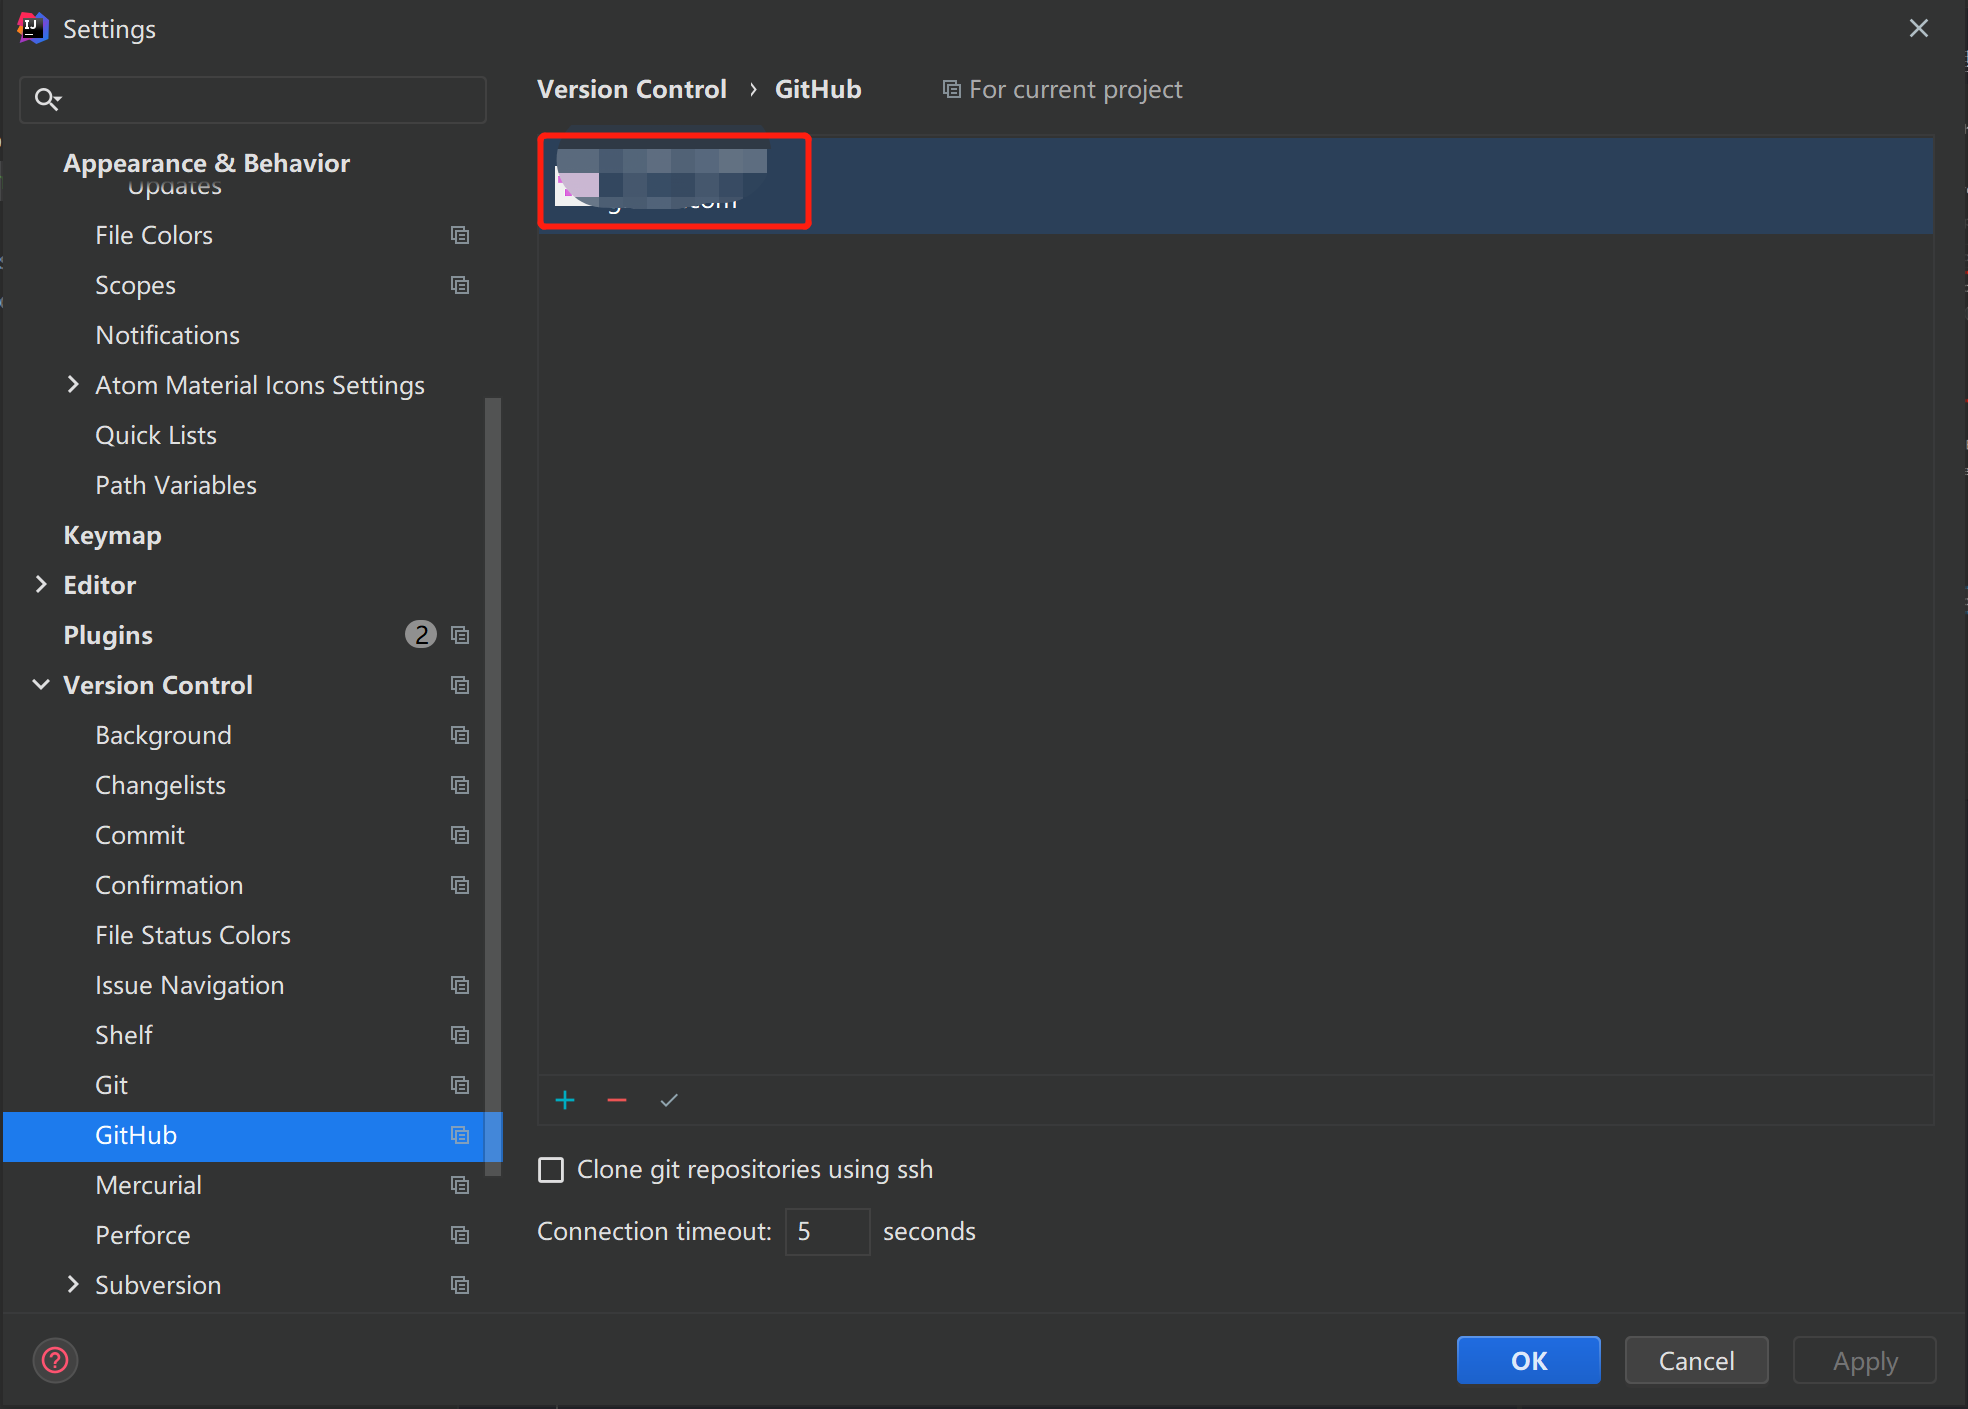 IJ
Settings
Version Control › GitHub
For current project
Appearance & Behavior
Updates
File Colors
Scopes
Notifications
Atom Material Icons Settings
Quick Lists
Path Variables
Keymap
Editor
Plugins 2
Version Control
Background
Changelists
Commit
Confirmation
File Status Colors
Issue Navigation
Shelf
Git
GitHub
Mercurial
Perforce
Subversion
Clone git repositories using ssh
Connection timeout: 5 seconds
?
OK
Cancel
Apply